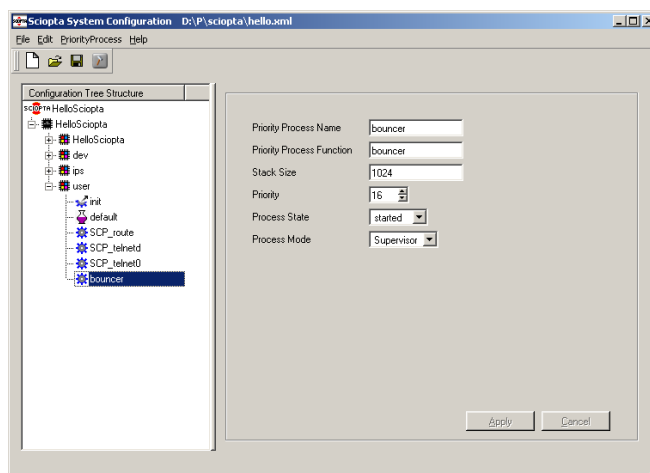 Sciopta System Configuration D:\P\sciopta\hello.xml
File Edit PriorityProcess Help
Configuration Tree Structure
SCIOPTA HelloSciopta
HelloSciopta
HelloSciopta
dev
ips
user
init
default
SCP_route
SCP_telnetd
SCP_telnet0
bouncer
Priority Process Name bouncer
Priority Process Function bouncer
Stack Size 1024
Priority 16
Process State started
Process Mode Supervisor
Apply Cancel